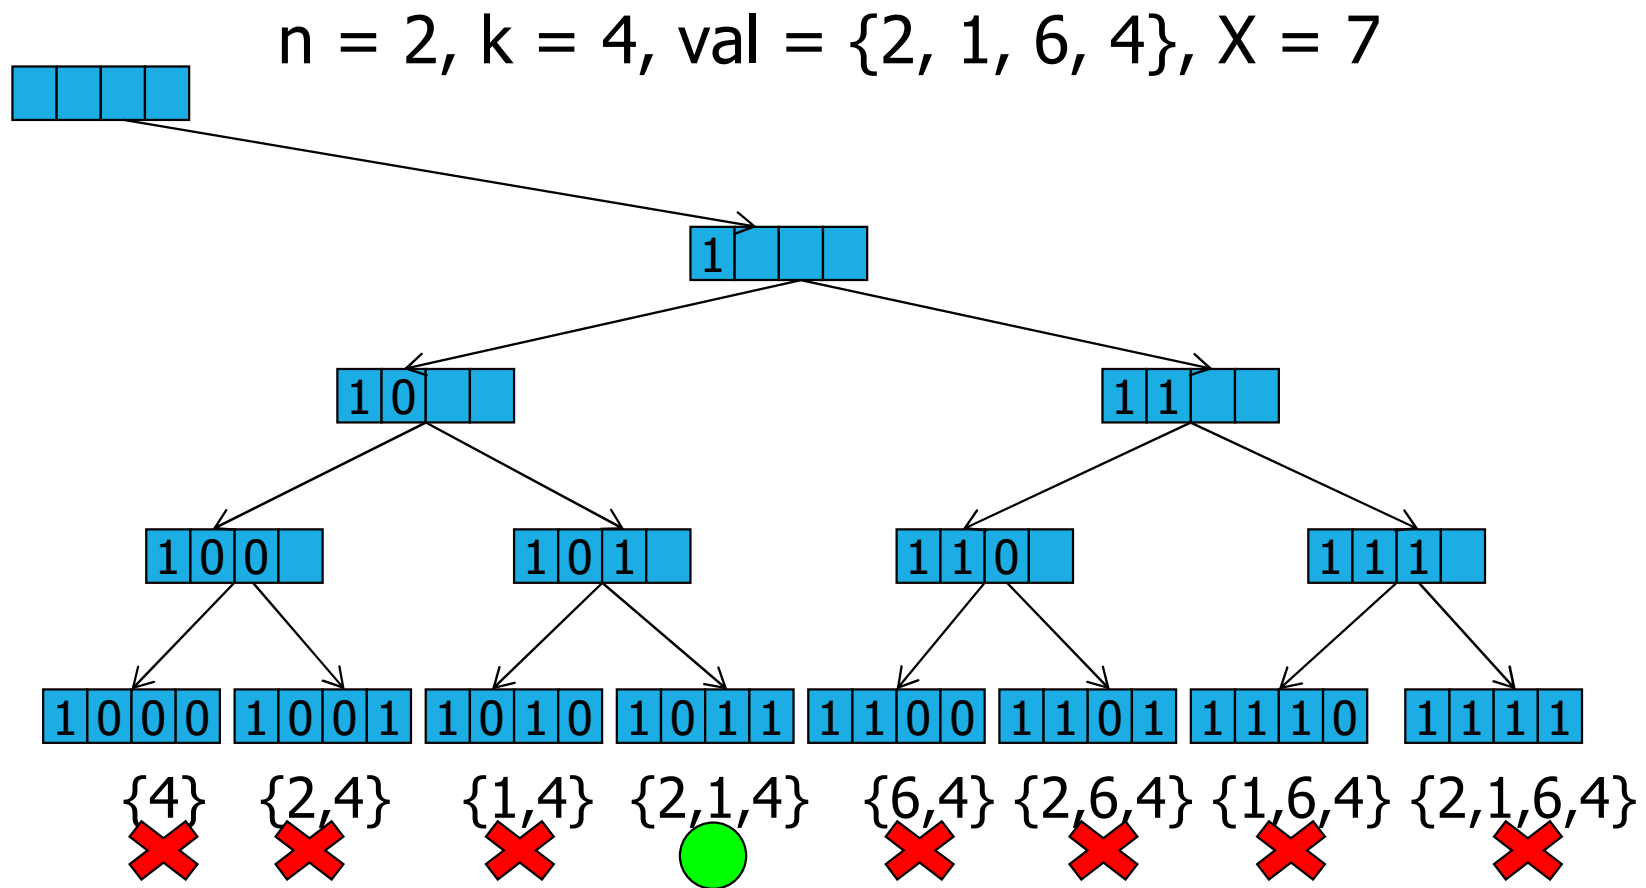 n = 2, k = 4, val = {2, 1, 6, 4}, X = 7
1
1 0
1 1
1 0 0
1 0 1
1 1 0
1 1 1
1 0 0 0
1 0 0 1
1 0 1 0
1 0 1 1
1 1 0 0
1 1 0 1
1 1 1 0
1 1 1 1
{4}
{2,4}
{1,4}
{2,1,4}
{6,4}
{2,6,4}
{1,6,4}
{2,1,6,4}